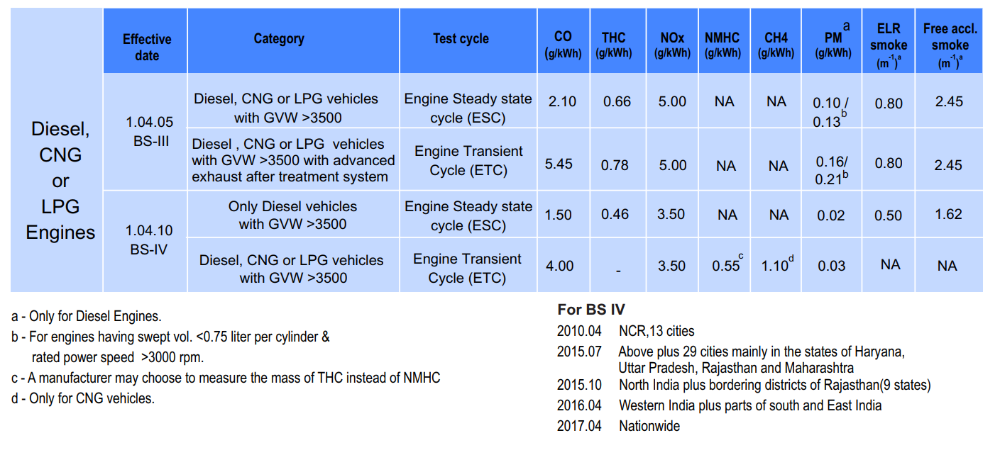 Diesel,
CNG
or
LPG
Engines
Effective
date
Category
Test cycle
CO
(g/kWh)
THC
(g/kWh)
NOx
(g/kWh)
NMHC
(g/kWh)
CH4
(g/kWh)
PM a
(g/kWh)
ELR
smoke
(m-1)a
Free accl.
smoke
(m-1)a
1.04.05
BS-III
Diesel, CNG or LPG vehicles
with GVW >3500
Engine Steady state
cycle (ESC)
2.10
0.66
5.00
NA
NA
0.10 /
0.13b
0.80
2.45
Diesel , CNG or LPG vehicles
with GVW >3500 with advanced
exhaust after treatment system
Engine Transient
Cycle (ETC)
5.45
0.78
5.00
NA
NA
0.16/
0.21b
0.80
2.45
1.04.10
BS-IV
Only Diesel vehicles
with GVW >3500
Engine Steady state
cycle (ESC)
1.50
0.46
3.50
NA
NA
0.02
0.50
1.62
Diesel, CNG or LPG vehicles
with GVW >3500
Engine Transient
Cycle (ETC)
4.00
-
3.50
0.55c
1.10d
0.03
NA
NA
a - Only for Diesel Engines.
b - For engines having swept vol. <0.75 liter per cylinder &
rated power speed >3000 rpm.
c - A manufacturer may choose to measure the mass of THC instead of NMHC
d - Only for CNG vehicles.
For BS IV
2010.04 NCR,13 cities
2015.07 Above plus 29 cities mainly in the states of Haryana,
Uttar Pradesh, Rajasthan and Maharashtra
2015.10 North India plus bordering districts of Rajasthan(9 states)
2016.04 Western India plus parts of south and East India
2017.04 Nationwide